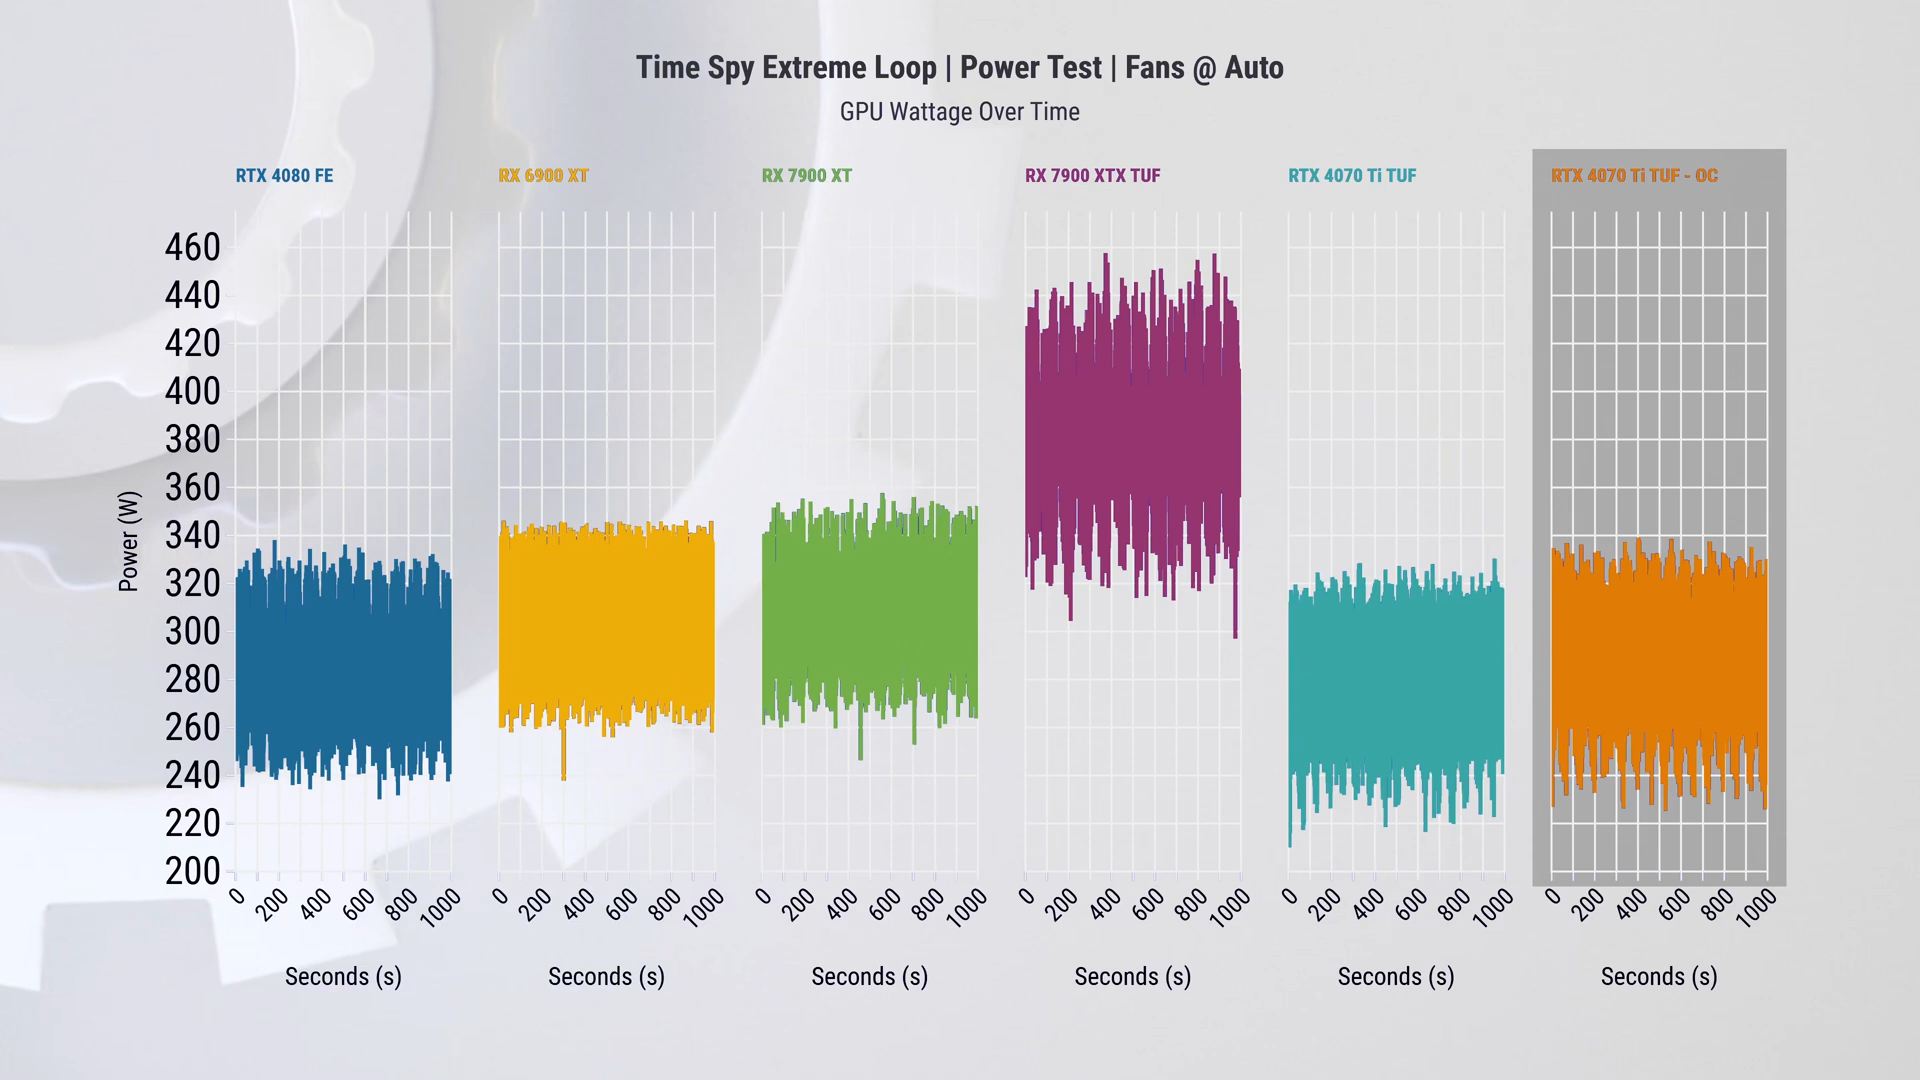 Time Spy Extreme Loop | Power Test | Fans @ Auto
GPU Wattage Over Time
RTX 4080 FE
RX 6900 XT
RX 7900 XT
RX 7900 XTX TUF
RTX 4070 Ti TUF
RTX 4070 Ti TUF - OC
Power (W)
460
440
420
400
380
360
340
320
300
280
260
240
220
200
0 200 400 600 800 1000
0 200 400 600 800 1000
0 200 400 600 800 1000
0 200 400 600 800 1000
0 200 400 600 800 1000
0 200 400 600 800 1000
Seconds (s)
Seconds (s)
Seconds (s)
Seconds (s)
Seconds (s)
Seconds (s)